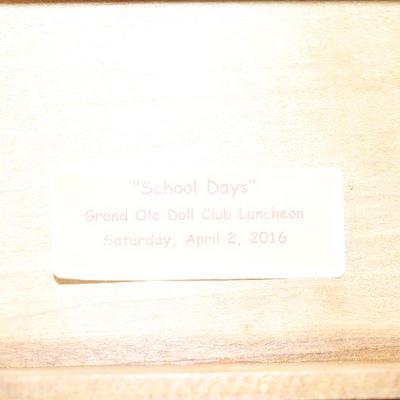 "School Days"
Grand Ole Doll Club Luncheon
Saturday, April 2, 2016